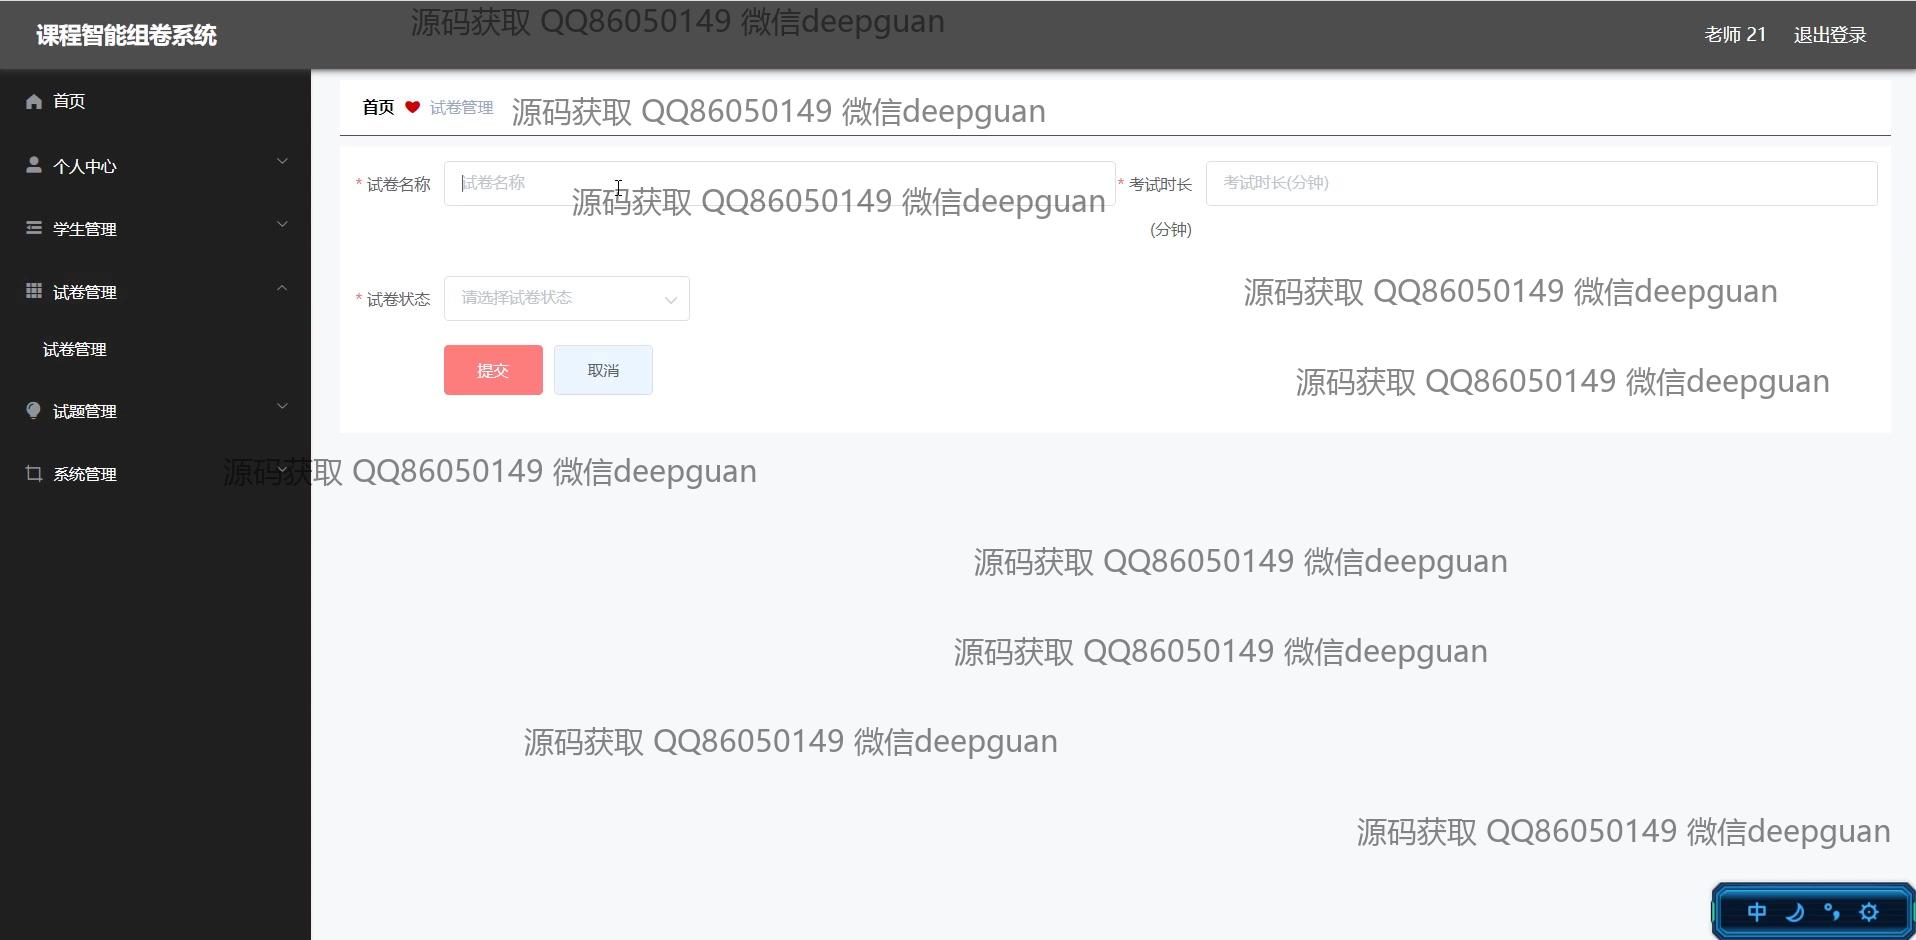 课程智能组卷系统
源码获取 QQ86050149 微信deepguan
老师 21
退出登录
首页
个人中心
学生管理
试卷管理
试卷管理
试题管理
系统管理
首页
试卷管理
源码获取 QQ86050149 微信deepguan
* 试卷名称
试卷名称
源码获取 QQ86050149 微信deepguan
* 考试时长
(分钟)
考试时长(分钟)
* 试卷状态
请选择试卷状态
源码获取 QQ86050149 微信deepguan
提交
取消
源码获取 QQ86050149 微信deepguan
源码获取 QQ86050149 微信deepguan
源码获取 QQ86050149 微信deepguan
源码获取 QQ86050149 微信deepguan
源码获取 QQ86050149 微信deepguan
源码获取 QQ86050149 微信deepguan
中